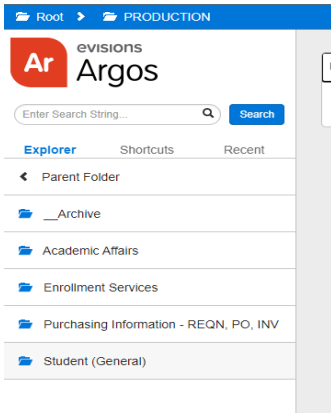 Root > PRODUCTION
Ar evisions
Argos
Enter Search String... Search
Explorer Shortcuts Recent
Parent Folder
__Archive
Academic Affairs
Enrollment Services
Purchasing Information - REQN, PO, INV
Student (General)